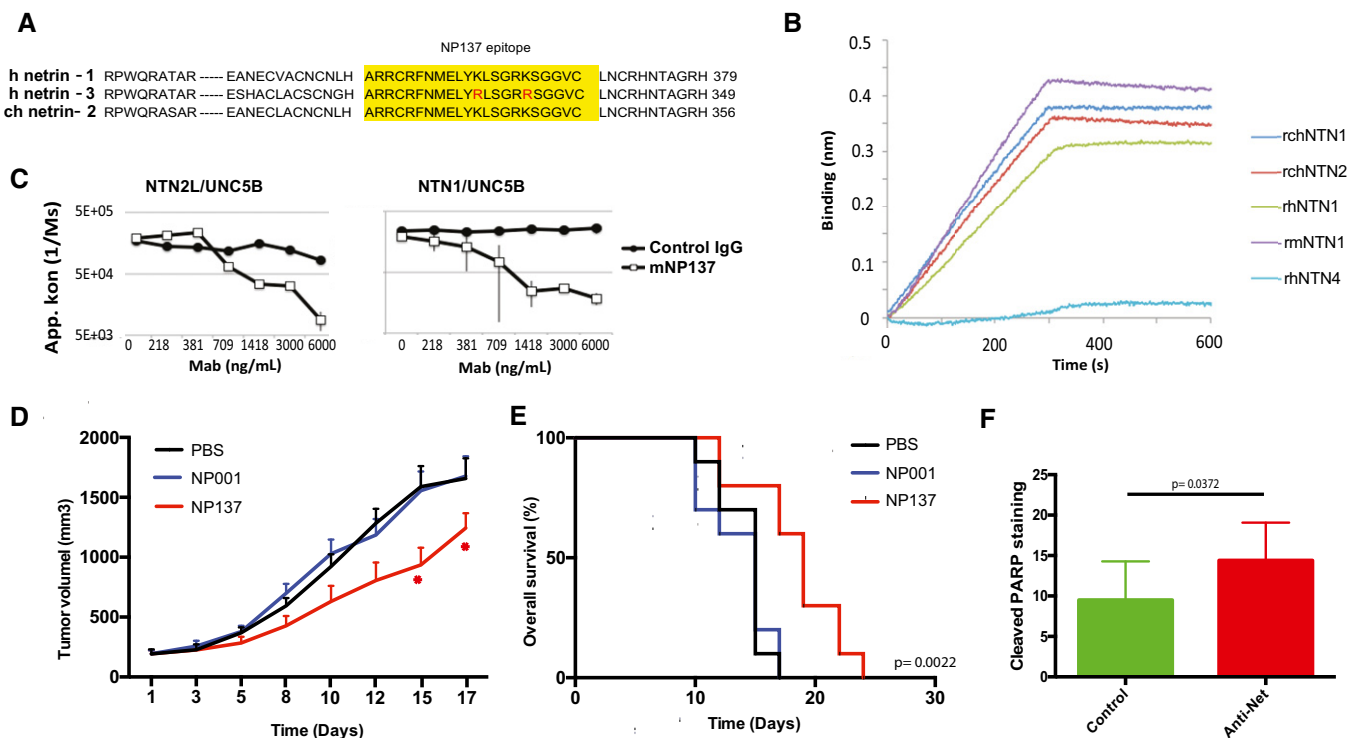 A
NP137 epitope
h netrin - 1 RPWQRATAR ----- EANECVACNCNLH ARRCRFNMELYKLSGRKSGGVC LNCRHNTAGRH 379
h netrin - 3 RPWQRATAR ----- ESHACLACSCNGH ARRCRFNMELYRLSGRRSGGVC LNCRHNTAGRH 349
ch netrin- 2 RPWQRASAR ----- EANECLACNCNLH ARRCRFNMELYKLSGRKSGGVC LNCRHNTAGRH 356
B
0.5
0.4
0.3
0.2
0.1
0
Binding (nm)
0 200 400 600
Time (s)
rchNTN1
rchNTN2
rhNTN1
rmNTN1
rhNTN4
C
NTN2L/UNC5B
NTN1/UNC5B
App. kon (1/Ms)
5E+05
5E+04
5E+03
0 218 381 709 1418 3000 6000
Mab (ng/mL)
0 218 381 709 1418 3000 6000
Mab (ng/mL)
Control IgG
mNP137
D
PBS
NP001
NP137
Tumor volumel (mm3)
2000
1500
1000
500
0
1 3 5 8 10 12 15 17
Time (Days)
E
PBS
NP001
NP137
Overall survival (%)
100
50
0
0 10 20 30
p= 0.0022
Time (Days)
F
Cleaved PARP staining
25
20
15
10
5
0
p= 0.0372
Control
Anti-Net